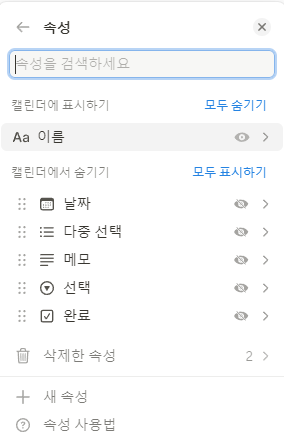 속성
속성을 검색하세요
캘린더에 표시하기 모두 숨기기
Aa 이름
캘린더에서 숨기기 모두 표시하기
날짜
다중 선택
메모
선택
완료
삭제한 속성 2
새 속성
속성 사용법